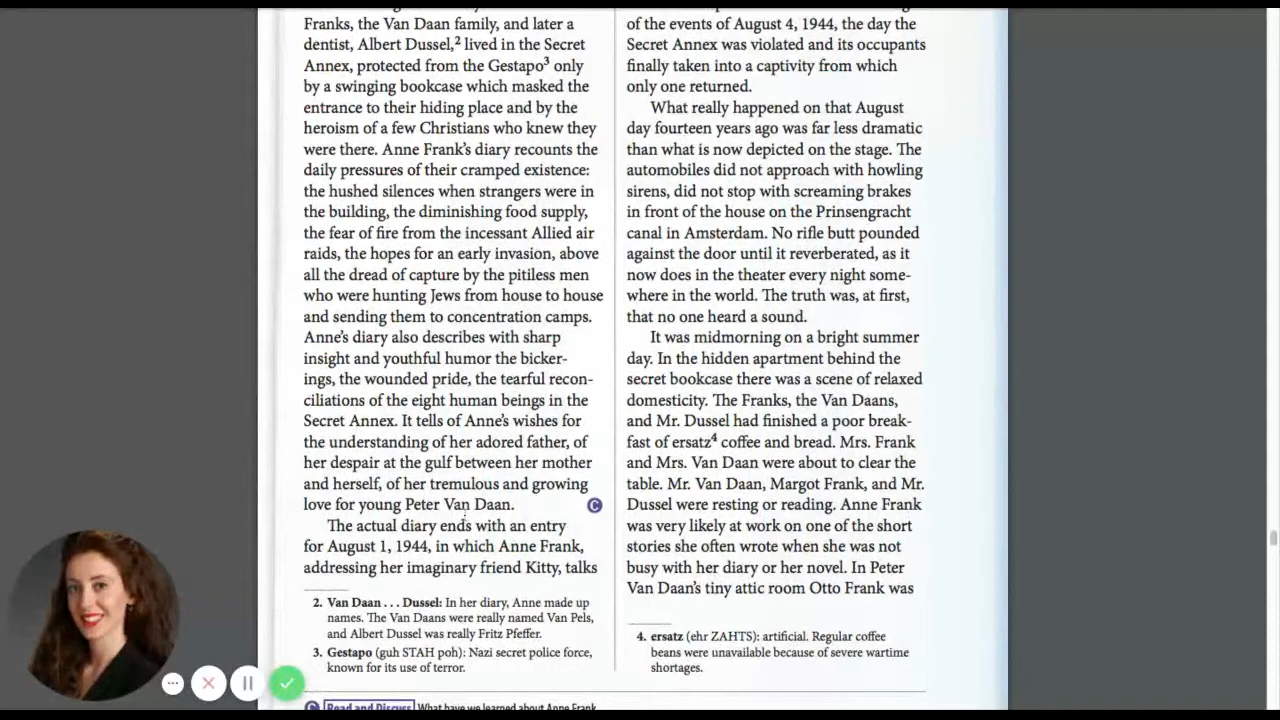 Franks, the Van Daan family, and later a
dentist, Albert Dussel,² lived in the Secret
Annex, protected from the Gestapo³ only
by a swinging bookcase which masked the
entrance to their hiding place and by the
heroism of a few Christians who knew they
were there. Anne Frank’s diary recounts the
daily pressures of their cramped existence:
the hushed silences when strangers were in
the building, the diminishing food supply,
the fear of fire from the incessant Allied air
raids, the hopes for an early invasion, above
all the dread of capture by the pitiless men
who were hunting Jews from house to house
and sending them to concentration camps.
Anne’s diary also describes with sharp
insight and youthful humor the bicker-
ings, the wounded pride, the tearful recon-
ciliations of the eight human beings in the
Secret Annex. It tells of Anne’s wishes for
the understanding of her adored father, of
her despair at the gulf between her mother
and herself, of her tremulous and growing
love for young Peter Van Daan.
C
The actual diary ends with an entry
for August 1, 1944, in which Anne Frank,
addressing her imaginary friend Kitty, talks
2. Van Daan . . . Dussel: In her diary, Anne made up
names. The Van Daans were really named Van Pels,
and Albert Dussel was really Fritz Pfeffer.
3. Gestapo (guh STAH poh): Nazi secret police force,
known for its use of terror.
of the events of August 4, 1944, the day the
Secret Annex was violated and its occupants
finally taken into a captivity from which
only one returned.
What really happened on that August
day fourteen years ago was far less dramatic
than what is now depicted on the stage. The
automobiles did not approach with howling
sirens, did not stop with screaming brakes
in front of the house on the Prinsengracht
canal in Amsterdam. No rifle butt pounded
against the door until it reverberated, as it
now does in the theater every night some-
where in the world. The truth was, at first,
that no one heard a sound.
It was midmorning on a bright summer
day. In the hidden apartment behind the
secret bookcase there was a scene of relaxed
domesticity. The Franks, the Van Daans,
and Mr. Dussel had finished a poor break-
fast of ersatz⁴ coffee and bread. Mrs. Frank
and Mrs. Van Daan were about to clear the
table. Mr. Van Daan, Margot Frank, and Mr.
Dussel were resting or reading. Anne Frank
was very likely at work on one of the short
stories she often wrote when she was not
busy with her diary or her novel. In Peter
Van Daan’s tiny attic room Otto Frank was
4. ersatz (ehr ZAHTS): artificial. Regular coffee
beans were unavailable because of severe wartime
shortages.
C Read and Discuss What have we learned about Anne Frank